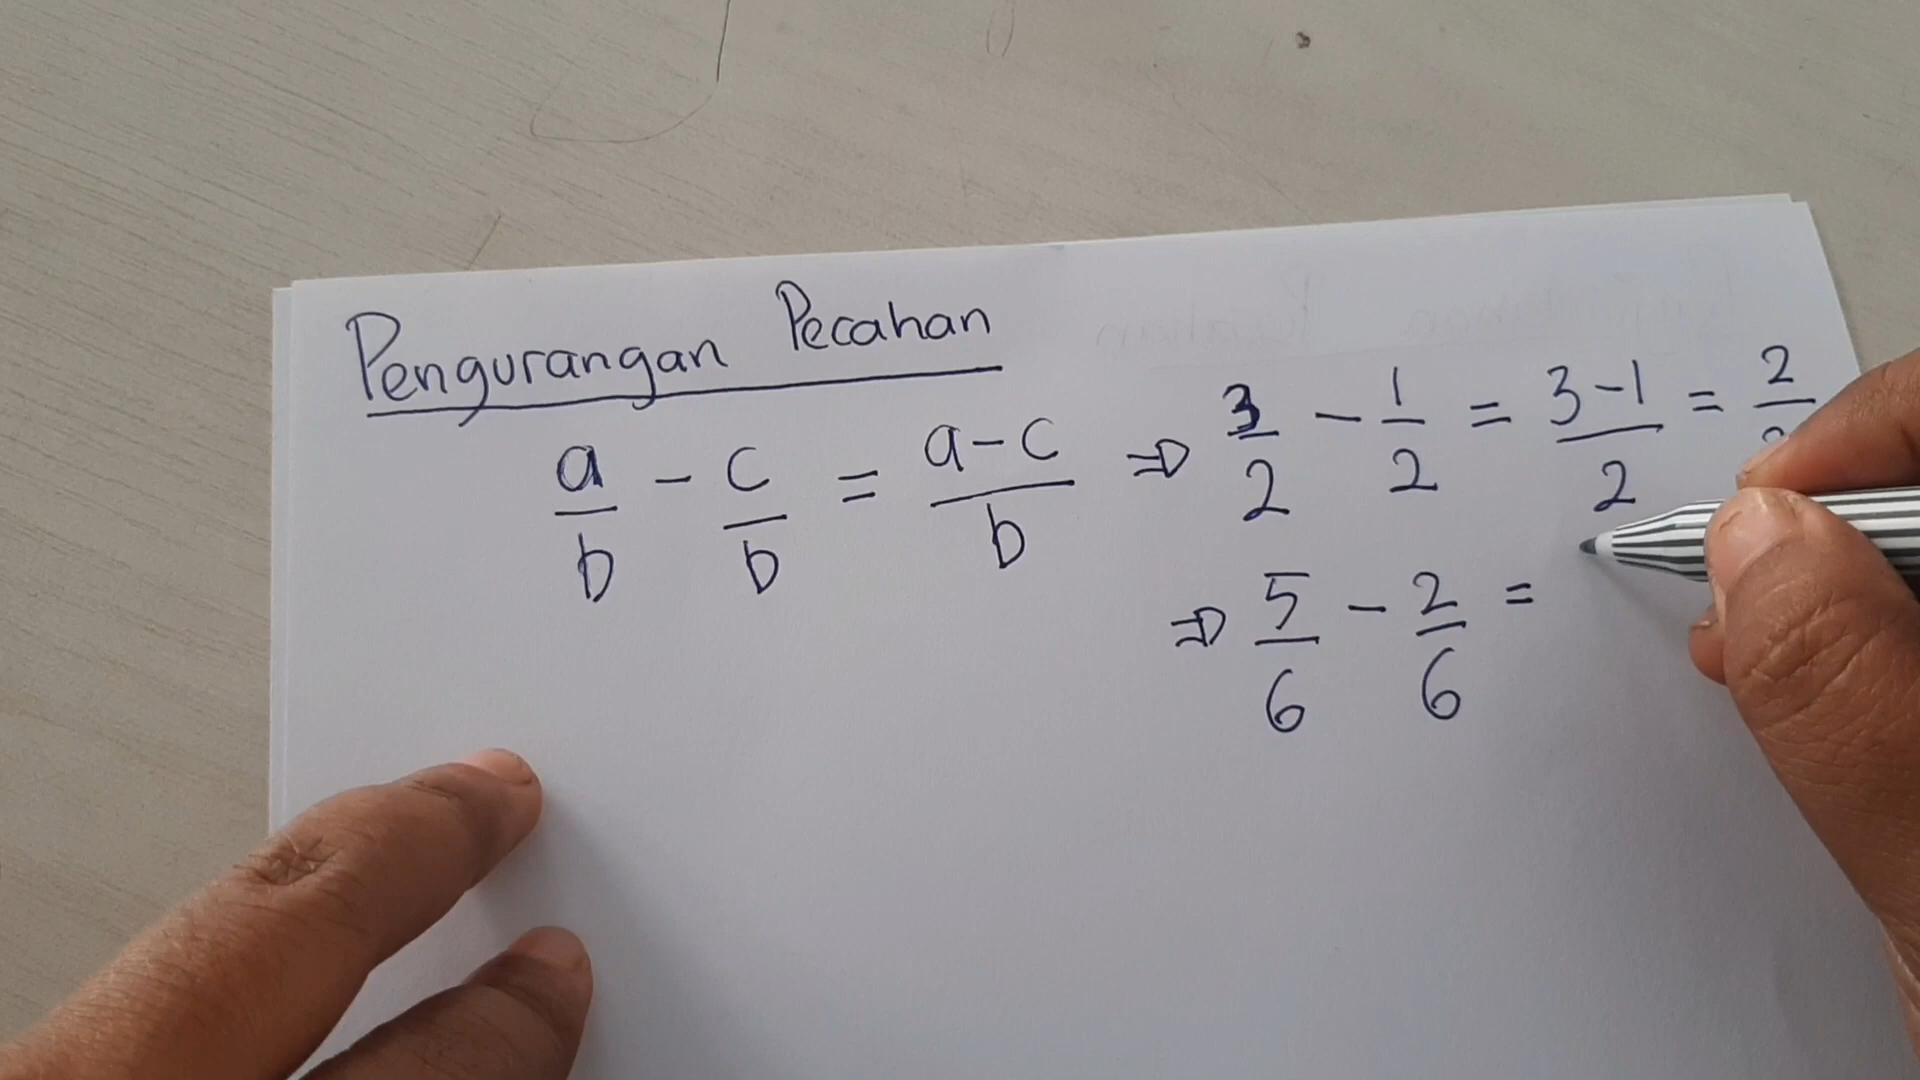 Pengurangan Pecahan
a/b - c/b = a-c/b ⇒ 3/2 - 1/2 = 3-1/2 = 2/
⇒ 5/6 - 2/6 =